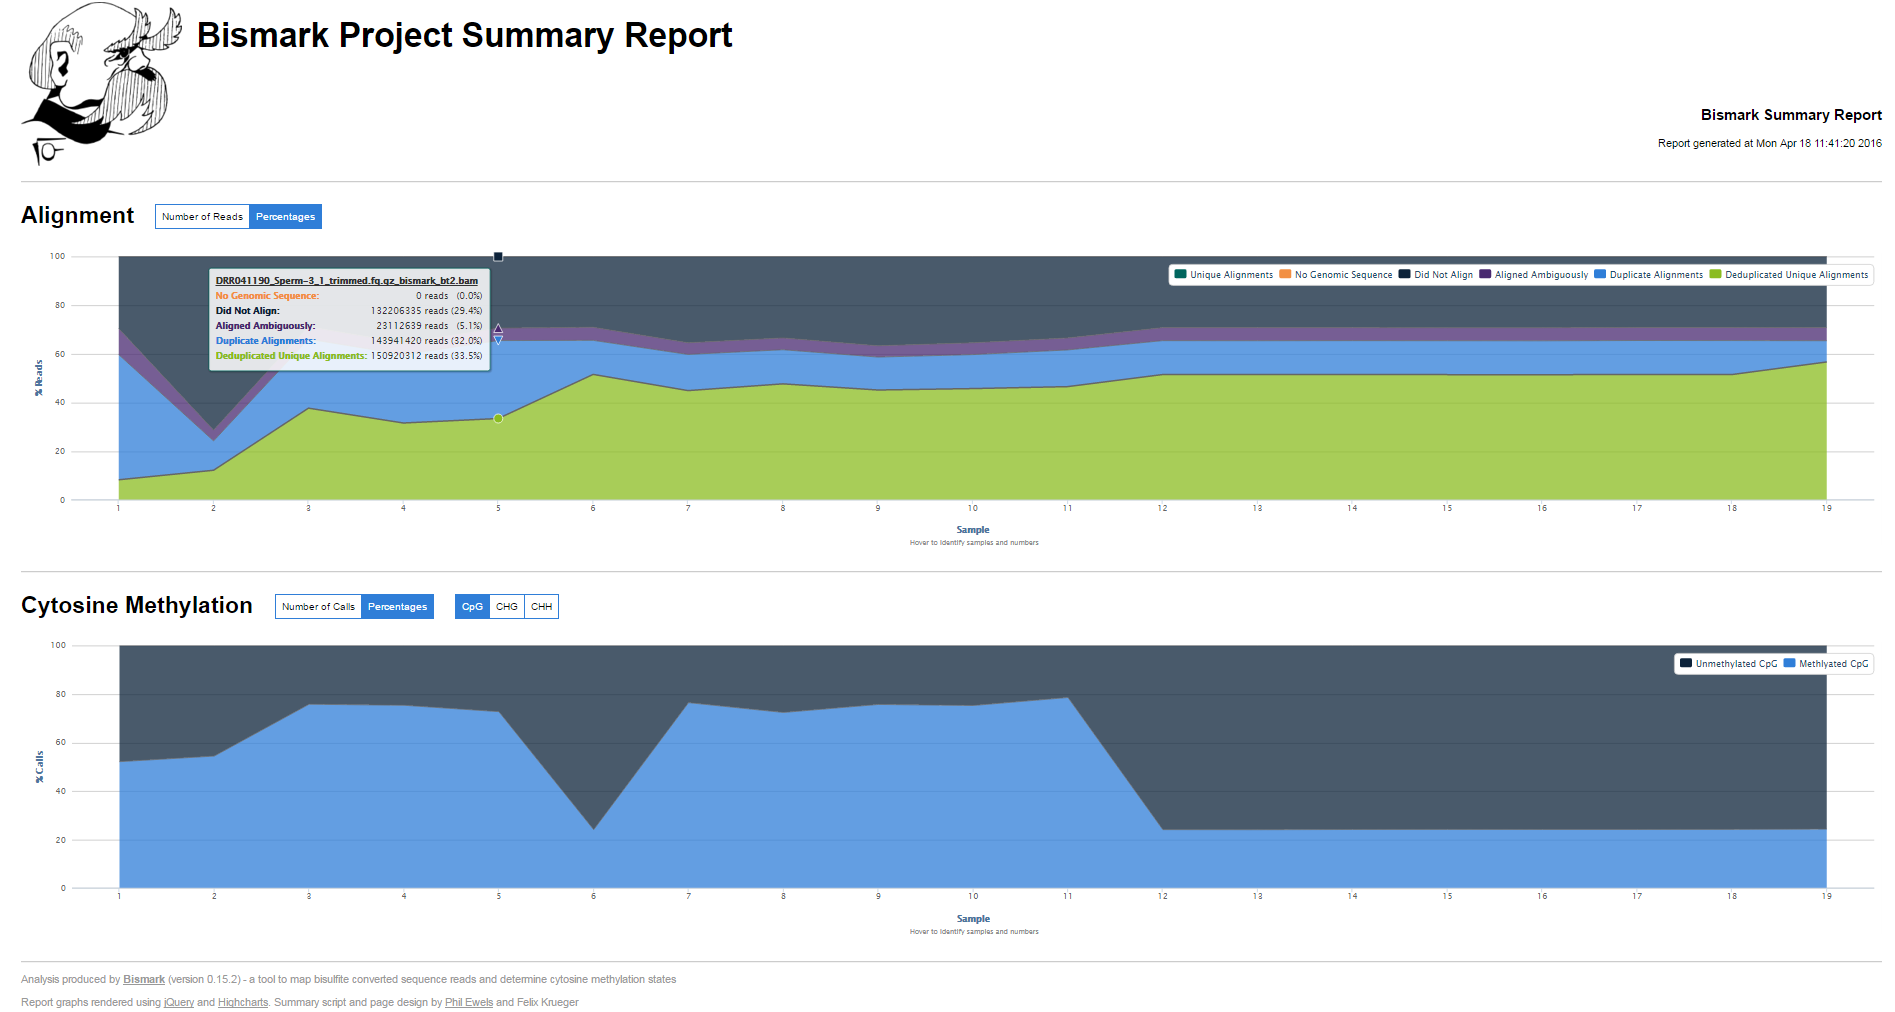 Bismark Project Summary Report
Bismark Summary Report
Report generated at Mon Apr 18 11:41:20 2016
Alignment
Number of Reads Percentages
100
80
60
40
20
0
% Reads
DRR041190_Sperm-3_1_trimmed.fq.gz_bismark_bt2.bam
No Genomic Sequence: 0 reads (0.0%)
Did Not Align: 132206335 reads (29.4%)
Aligned Ambiguously: 23112639 reads (5.1%)
Duplicate Alignments: 143941420 reads (32.0%)
Deduplicated Unique Alignments: 150920312 reads (33.5%)
Unique Alignments No Genomic Sequence Did Not Align Aligned Ambiguously Duplicate Alignments Deduplicated Unique Alignments
1 2 3 4 5 6 7 8 9 10 11 12 13 14 15 16 17 18 19
Sample
Hover to identify samples and numbers
Cytosine Methylation
Number of Calls Percentages CpG CHG CHH
100
80
60
40
20
0
% Calls
Unmethylated CpG Methlyated CpG
1 2 3 4 5 6 7 8 9 10 11 12 13 14 15 16 17 18 19
Sample
Hover to identify samples and numbers
Analysis produced by Bismark (version 0.15.2) - a tool to map bisulfite converted sequence reads and determine cytosine methylation states
Report graphs rendered using jQuery and Highcharts. Summary script and page design by Phil Ewels and Felix Krueger